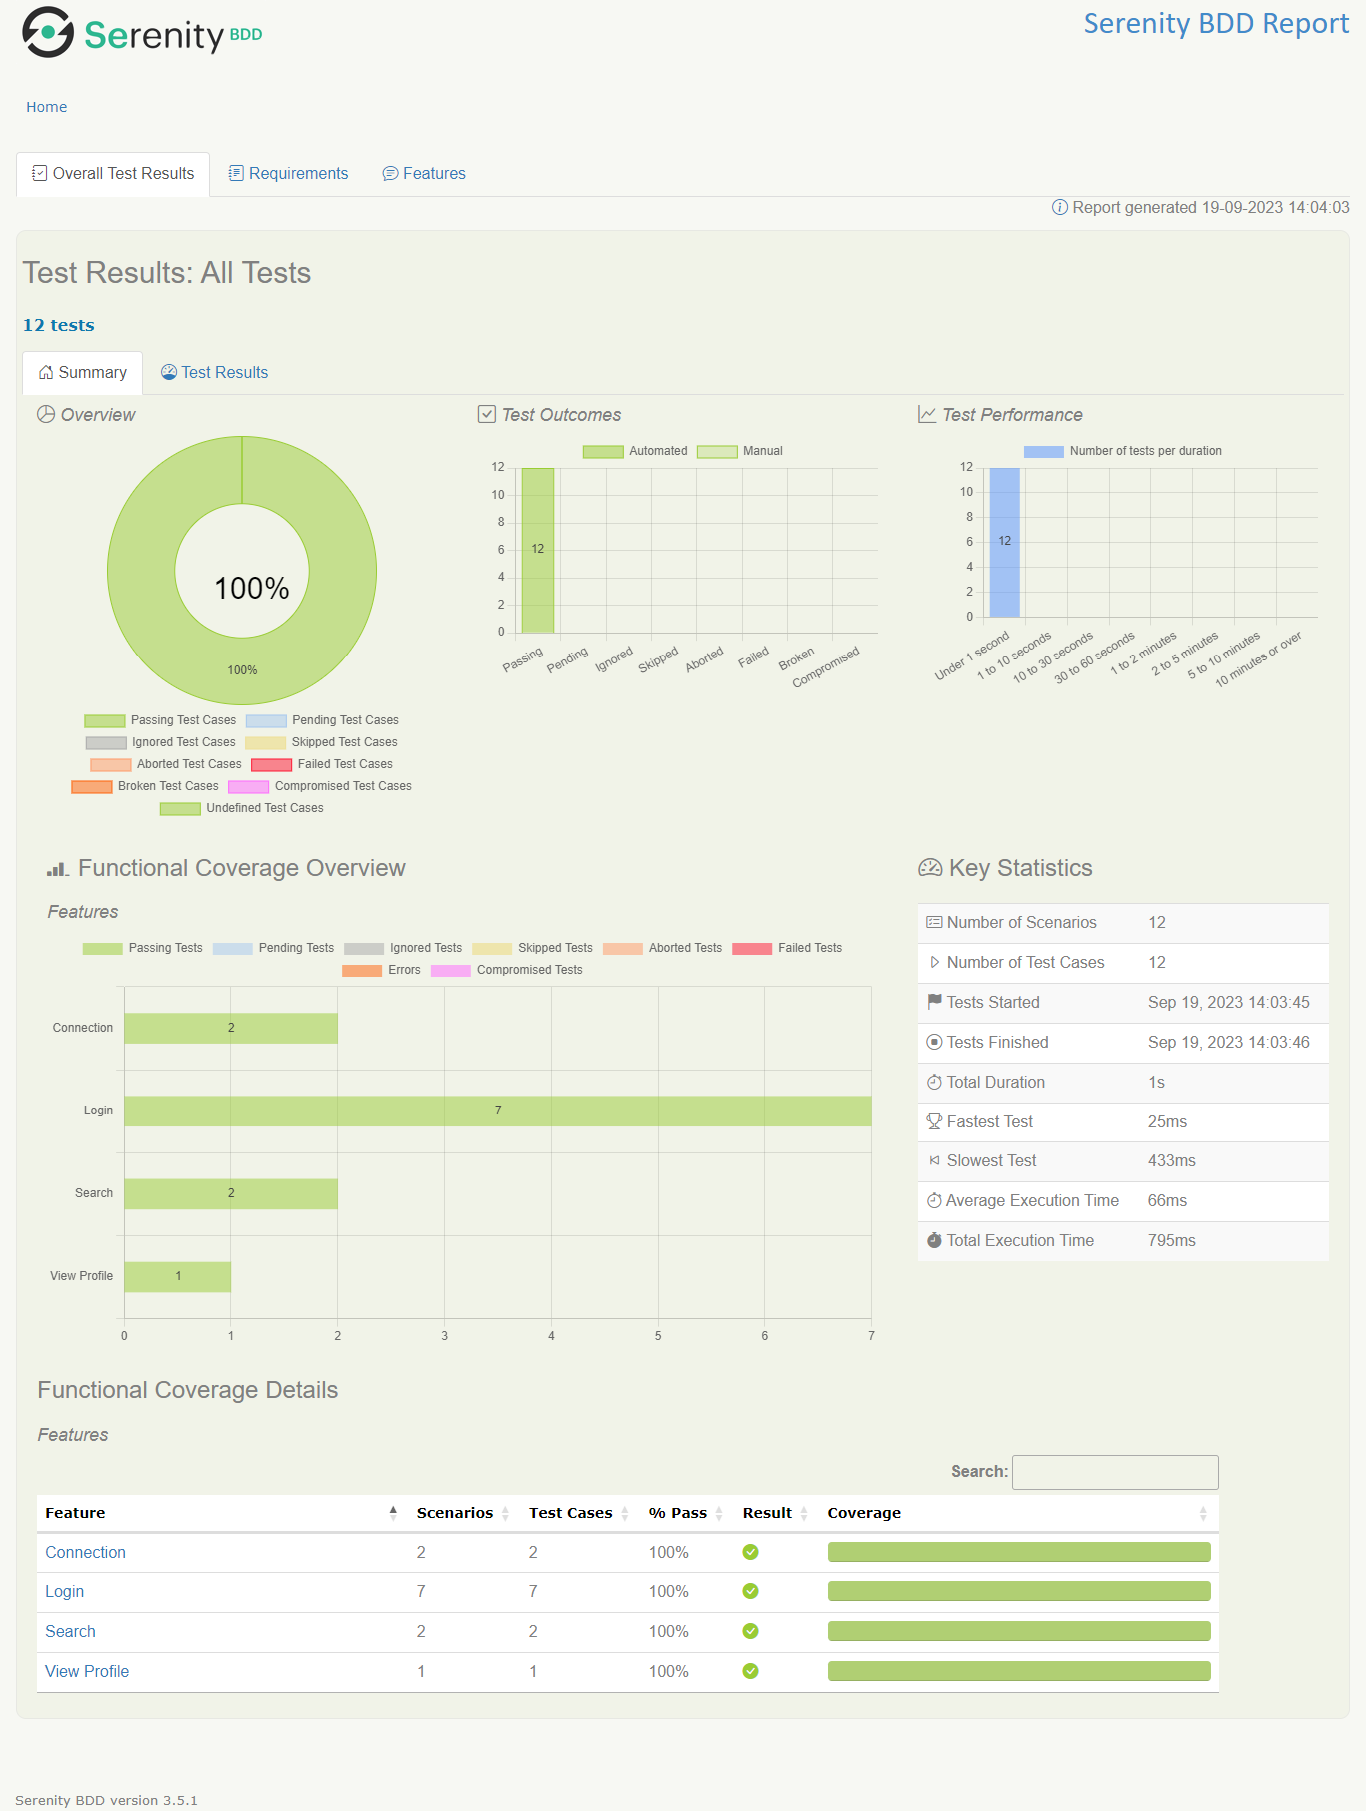 Serenity BDD
Serenity BDD Report
Home
Overall Test Results
Requirements
Features
Report generated 19-09-2023 14:04:03
Test Results: All Tests
12 tests
Summary
Test Results
Overview
100%
100%
Passing Test Cases
Pending Test Cases
Ignored Test Cases
Skipped Test Cases
Aborted Test Cases
Failed Test Cases
Broken Test Cases
Compromised Test Cases
Undefined Test Cases
Test Outcomes
Automated
Manual
12
10
8
6
4
2
0
12
Passing
Pending
Ignored
Skipped
Aborted
Failed
Broken
Compromised
Test Performance
Number of tests per duration
12
10
8
6
4
2
0
12
Under 1 second
1 to 10 seconds
10 to 30 seconds
30 to 60 seconds
1 to 2 minutes
2 to 5 minutes
5 to 10 minutes
10 minutes or over
Functional Coverage Overview
Features
Passing Tests
Pending Tests
Ignored Tests
Skipped Tests
Aborted Tests
Failed Tests
Errors
Compromised Tests
Connection
2
Login
7
Search
2
View Profile
1
0
1
2
3
4
5
6
7
Key Statistics
Number of Scenarios 12
Number of Test Cases 12
Tests Started Sep 19, 2023 14:03:45
Tests Finished Sep 19, 2023 14:03:46
Total Duration 1s
Fastest Test 25ms
Slowest Test 433ms
Average Execution Time 66ms
Total Execution Time 795ms
Functional Coverage Details
Features
Search:
Feature Scenarios Test Cases % Pass Result Coverage
Connection 2 2 100%
Login 7 7 100%
Search 2 2 100%
View Profile 1 1 100%
Serenity BDD version 3.5.1